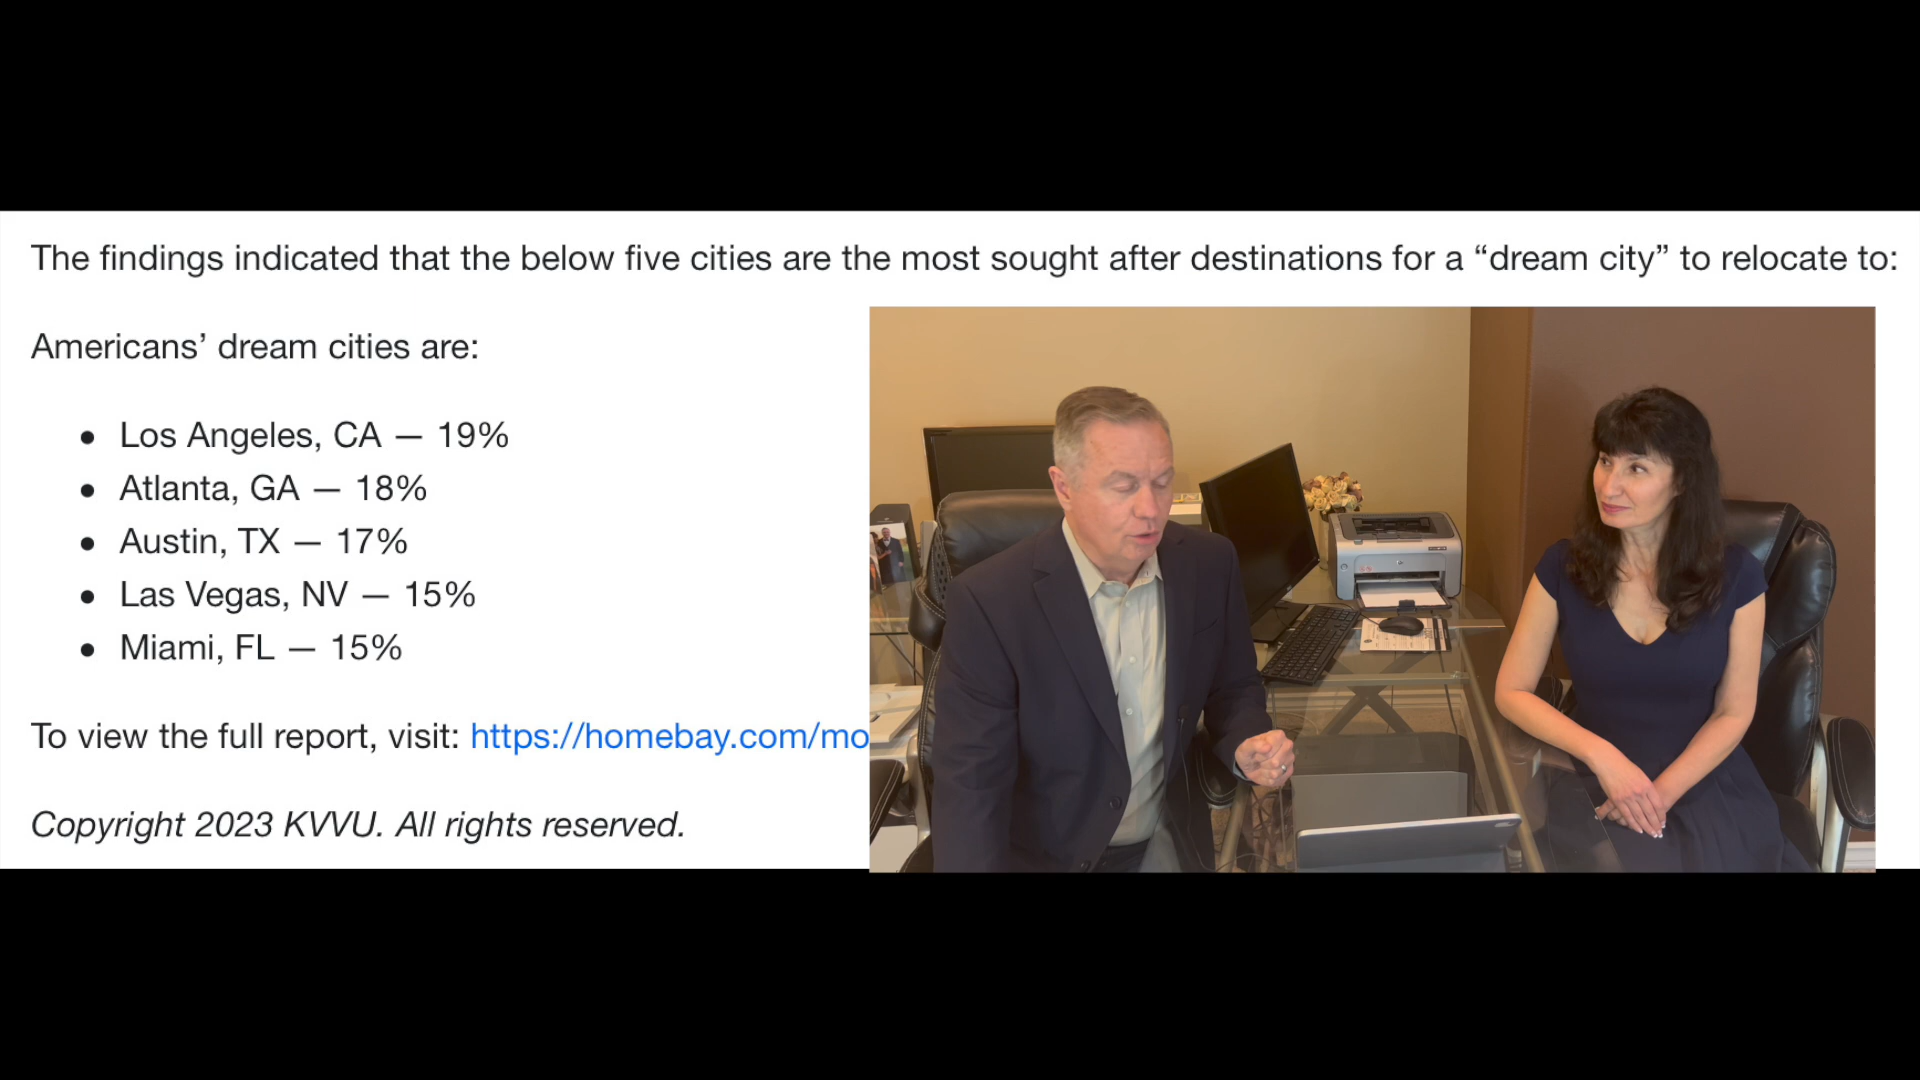 The findings indicated that the below five cities are the most sought after destinations for a “dream city” to relocate to:
Americans’ dream cities are:
• Los Angeles, CA — 19%
• Atlanta, GA — 18%
• Austin, TX — 17%
• Las Vegas, NV — 15%
• Miami, FL — 15%
To view the full report, visit: https://homebay.com/mo
Copyright 2023 KVVU. All rights reserved.